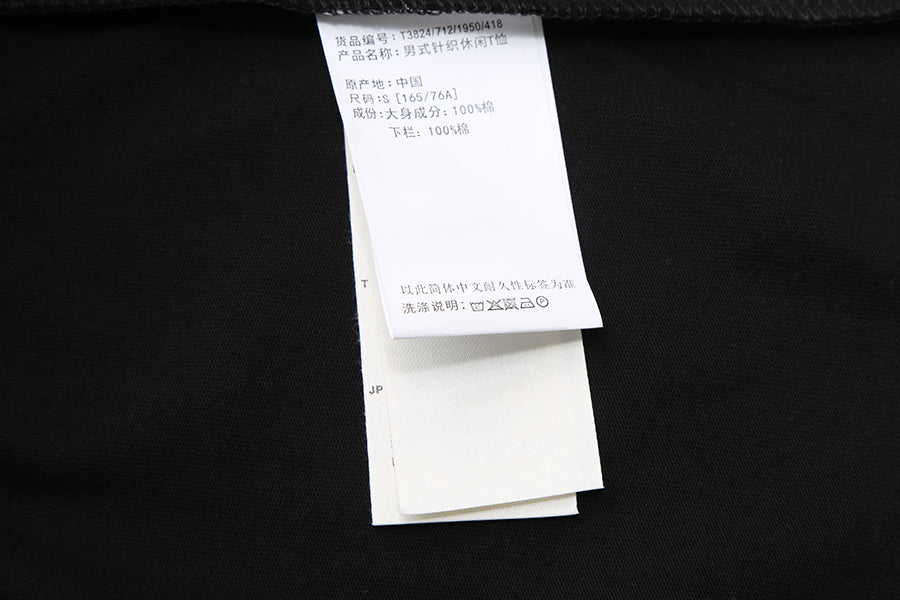 货品编号: T3824/712/1950/418
产品名称: 男式针织休闲T恤
原产地: 中国
尺码: S [165/76A]
成份: 大身成分: 100%棉
下栏: 100%棉
以此简体中文耐久性标签为准
洗涤说明:
T
JP